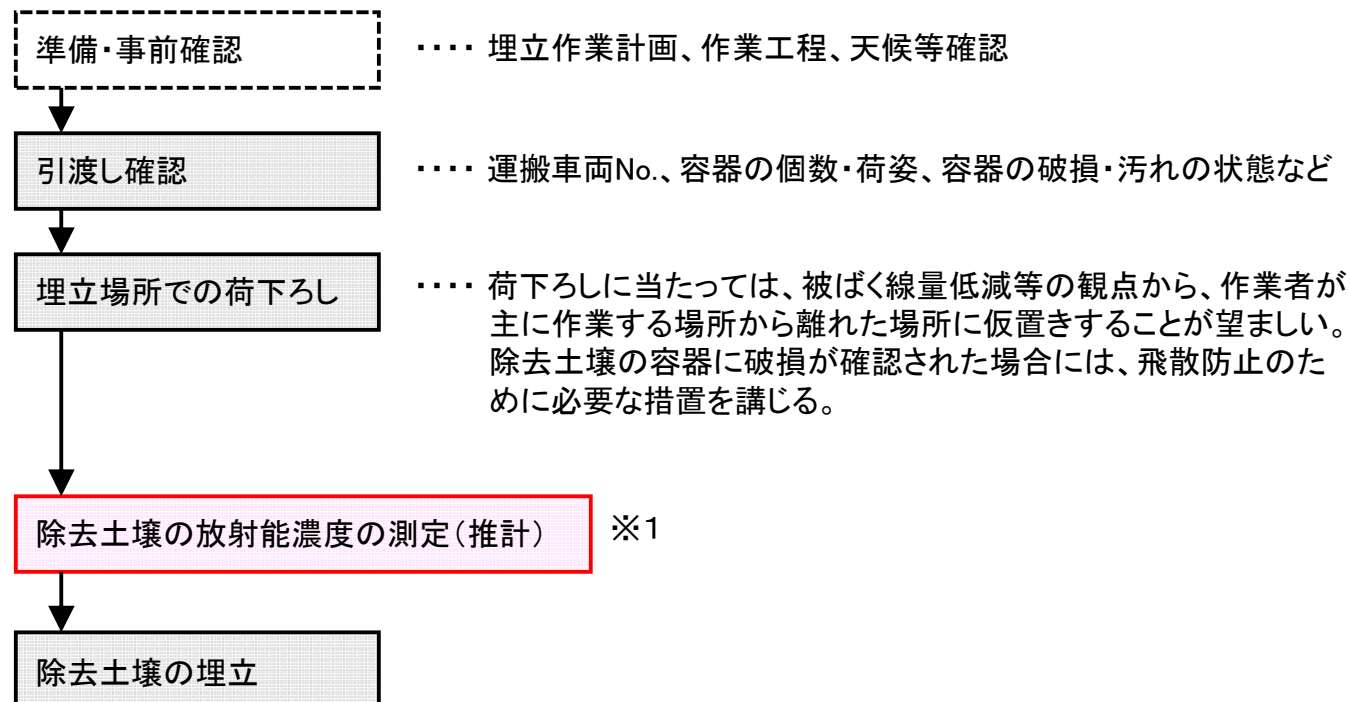 準備・事前確認 ・・・・ 埋立作業計画、作業工程、天候等確認
引渡し確認 ・・・・ 運搬車両No.、容器の個数・荷姿、容器の破損・汚れの状態など
埋立場所での荷下ろし ・・・・ 荷下ろしに当たっては、被ばく線量低減等の観点から、作業者が
主に作業する場所から離れた場所に仮置きすることが望ましい。
除去土壌の容器に破損が確認された場合には、飛散防止のた
めに必要な措置を講じる。
除去土壌の放射能濃度の測定（推計） ※1
除去土壌の埋立